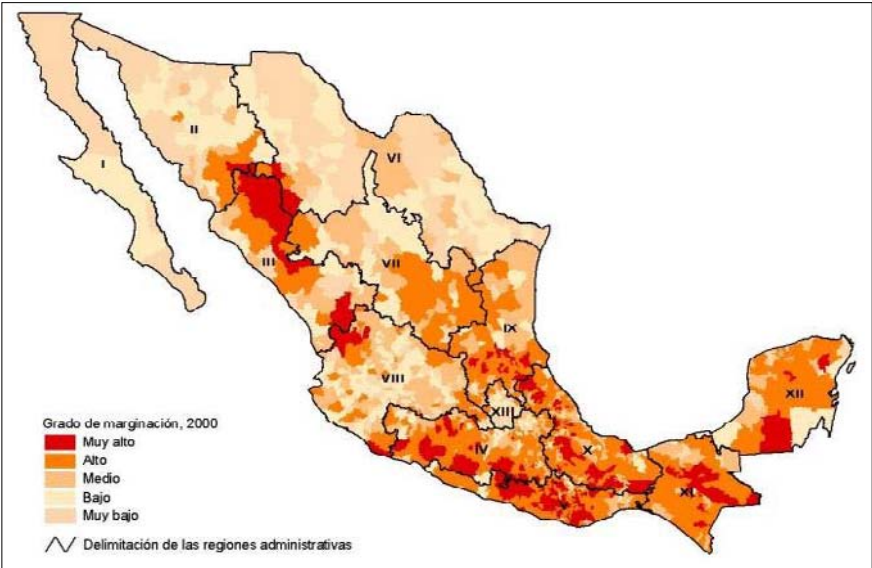 II
I
VI
III
VII
IX
VIII
XIII
XII
IV
X
XI
V
Grado de marginación, 2000
Muy alto
Alto
Medio
Bajo
Muy bajo
Delimitación de las regiones administrativas